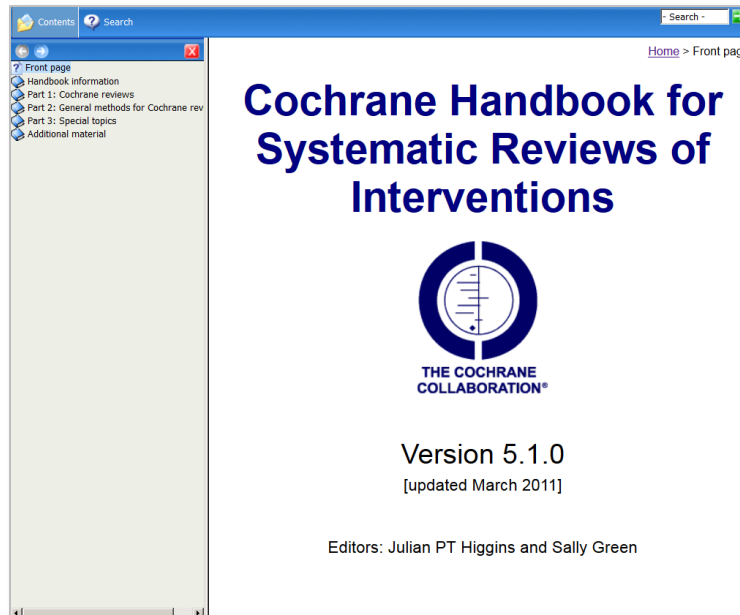 Contents
Search
- Search -
Home > Front pag
Front page
Handbook information
Part 1: Cochrane reviews
Part 2: General methods for Cochrane rev
Part 3: Special topics
Additional material
Cochrane Handbook for
Systematic Reviews of
Interventions
THE COCHRANE
COLLABORATION®
Version 5.1.0
[updated March 2011]
Editors: Julian PT Higgins and Sally Green